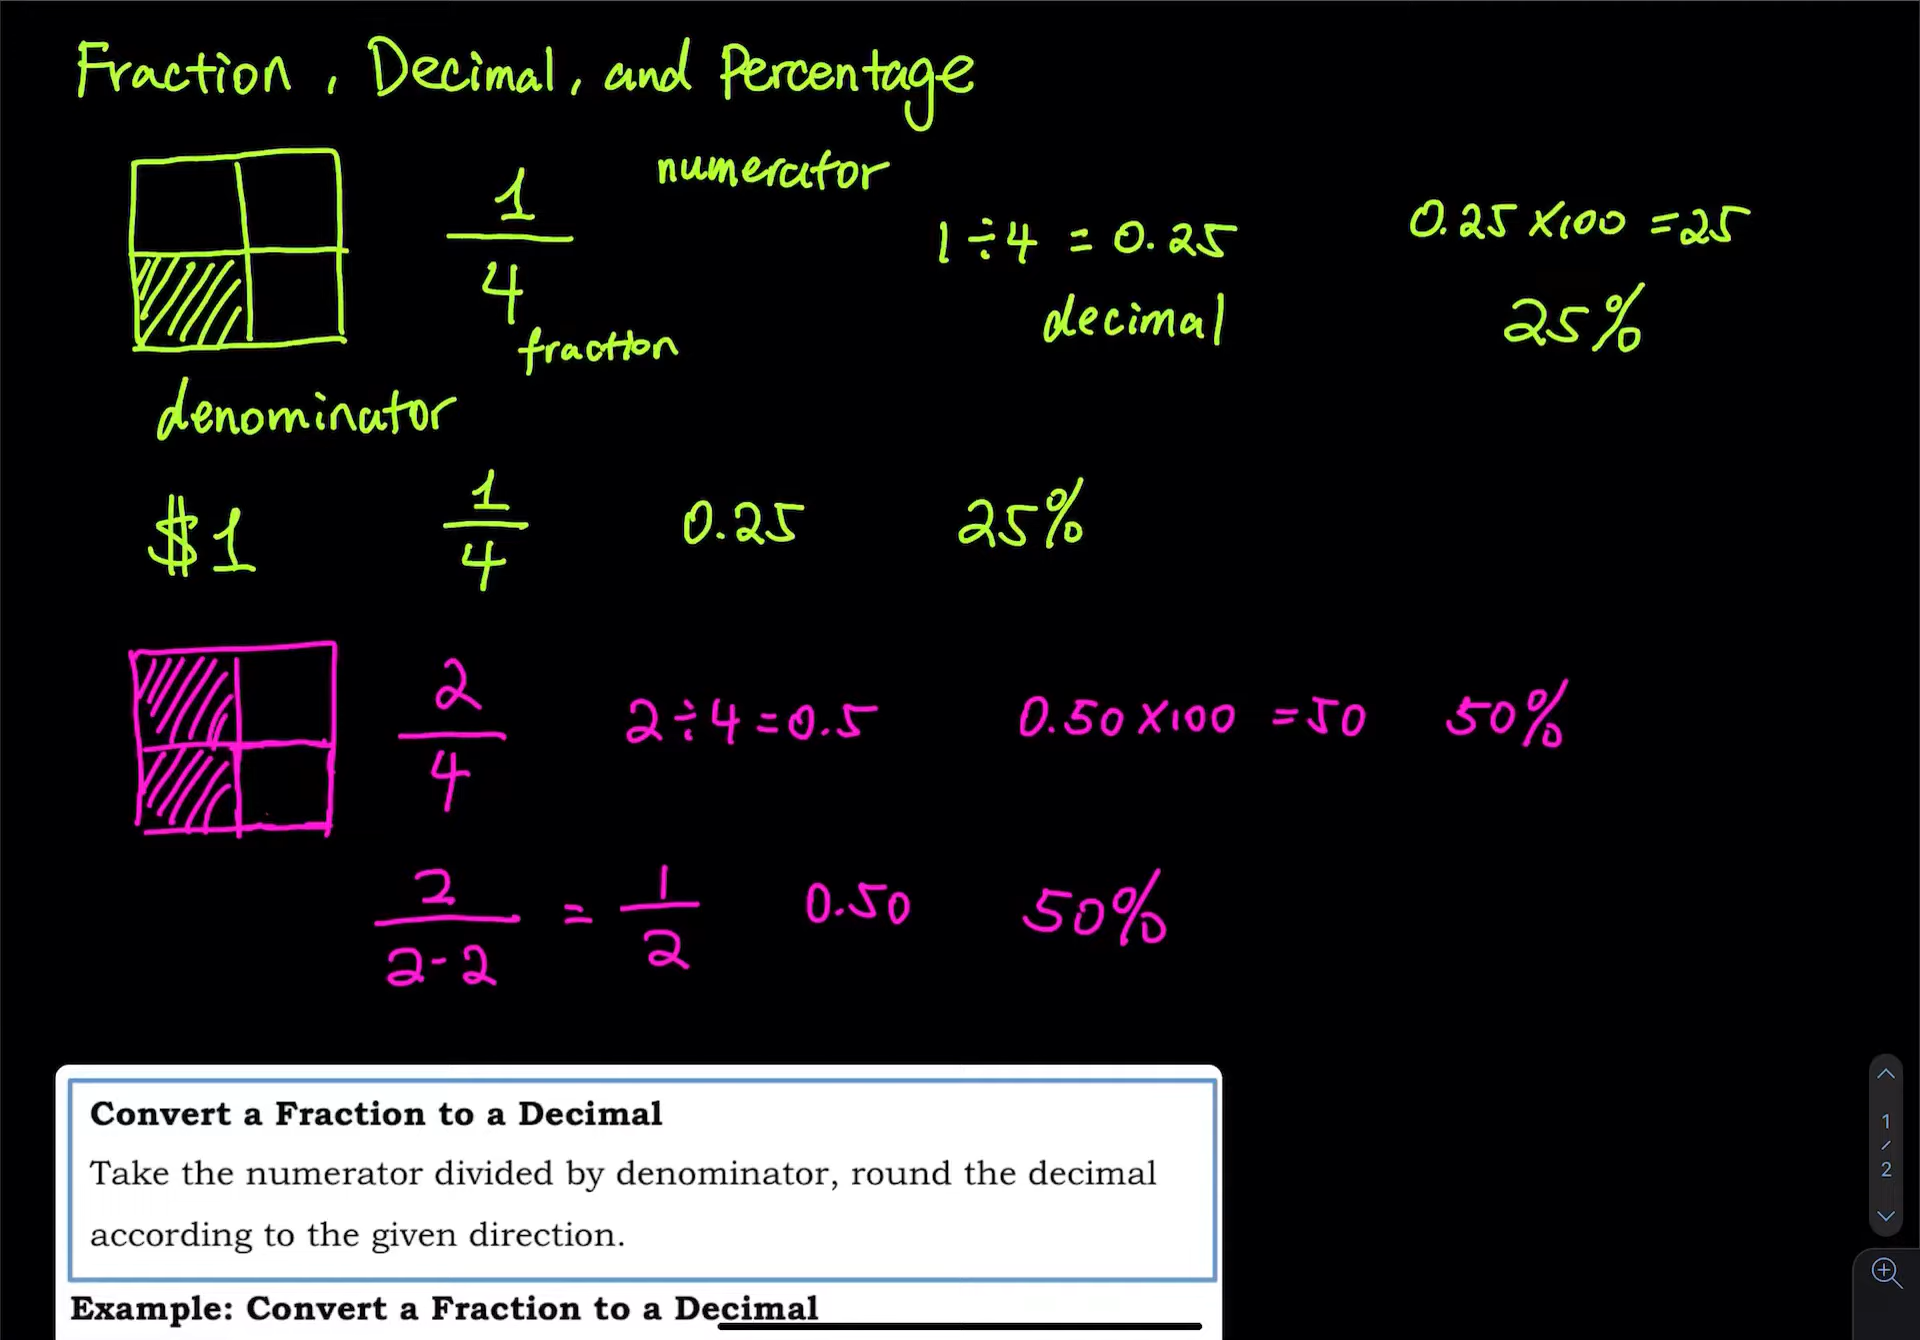 Fraction, Decimal, and Percentage
numerator
1/4
1 ÷ 4 = 0.25
0.25 × 100 = 25
fraction
decimal
25%
denominator
$1 1/4 0.25 25%
2/4 2 ÷ 4 = 0.5 0.50 × 100 = 50 50%
2/2-2 = 1/2 0.50 50%
Convert a Fraction to a Decimal
Take the numerator divided by denominator, round the decimal
according to the given direction.
Example: Convert a Fraction to a Decimal
1
/
2